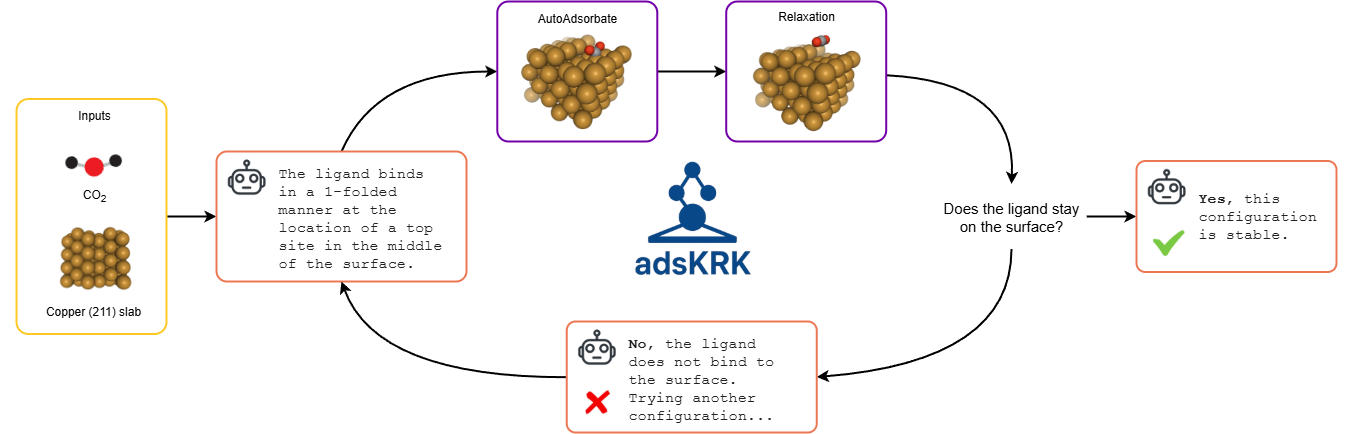 Inputs
CO2
Copper (211) slab
The ligand binds
in a 1-folded
manner at the
location of a top
site in the middle
of the surface.
AutoAdsorbate
Relaxation
adsKRK
Does the ligand stay
on the surface?
Yes, this
configuration
is stable.
No, the ligand
does not bind to
the surface.
Trying another
configuration...